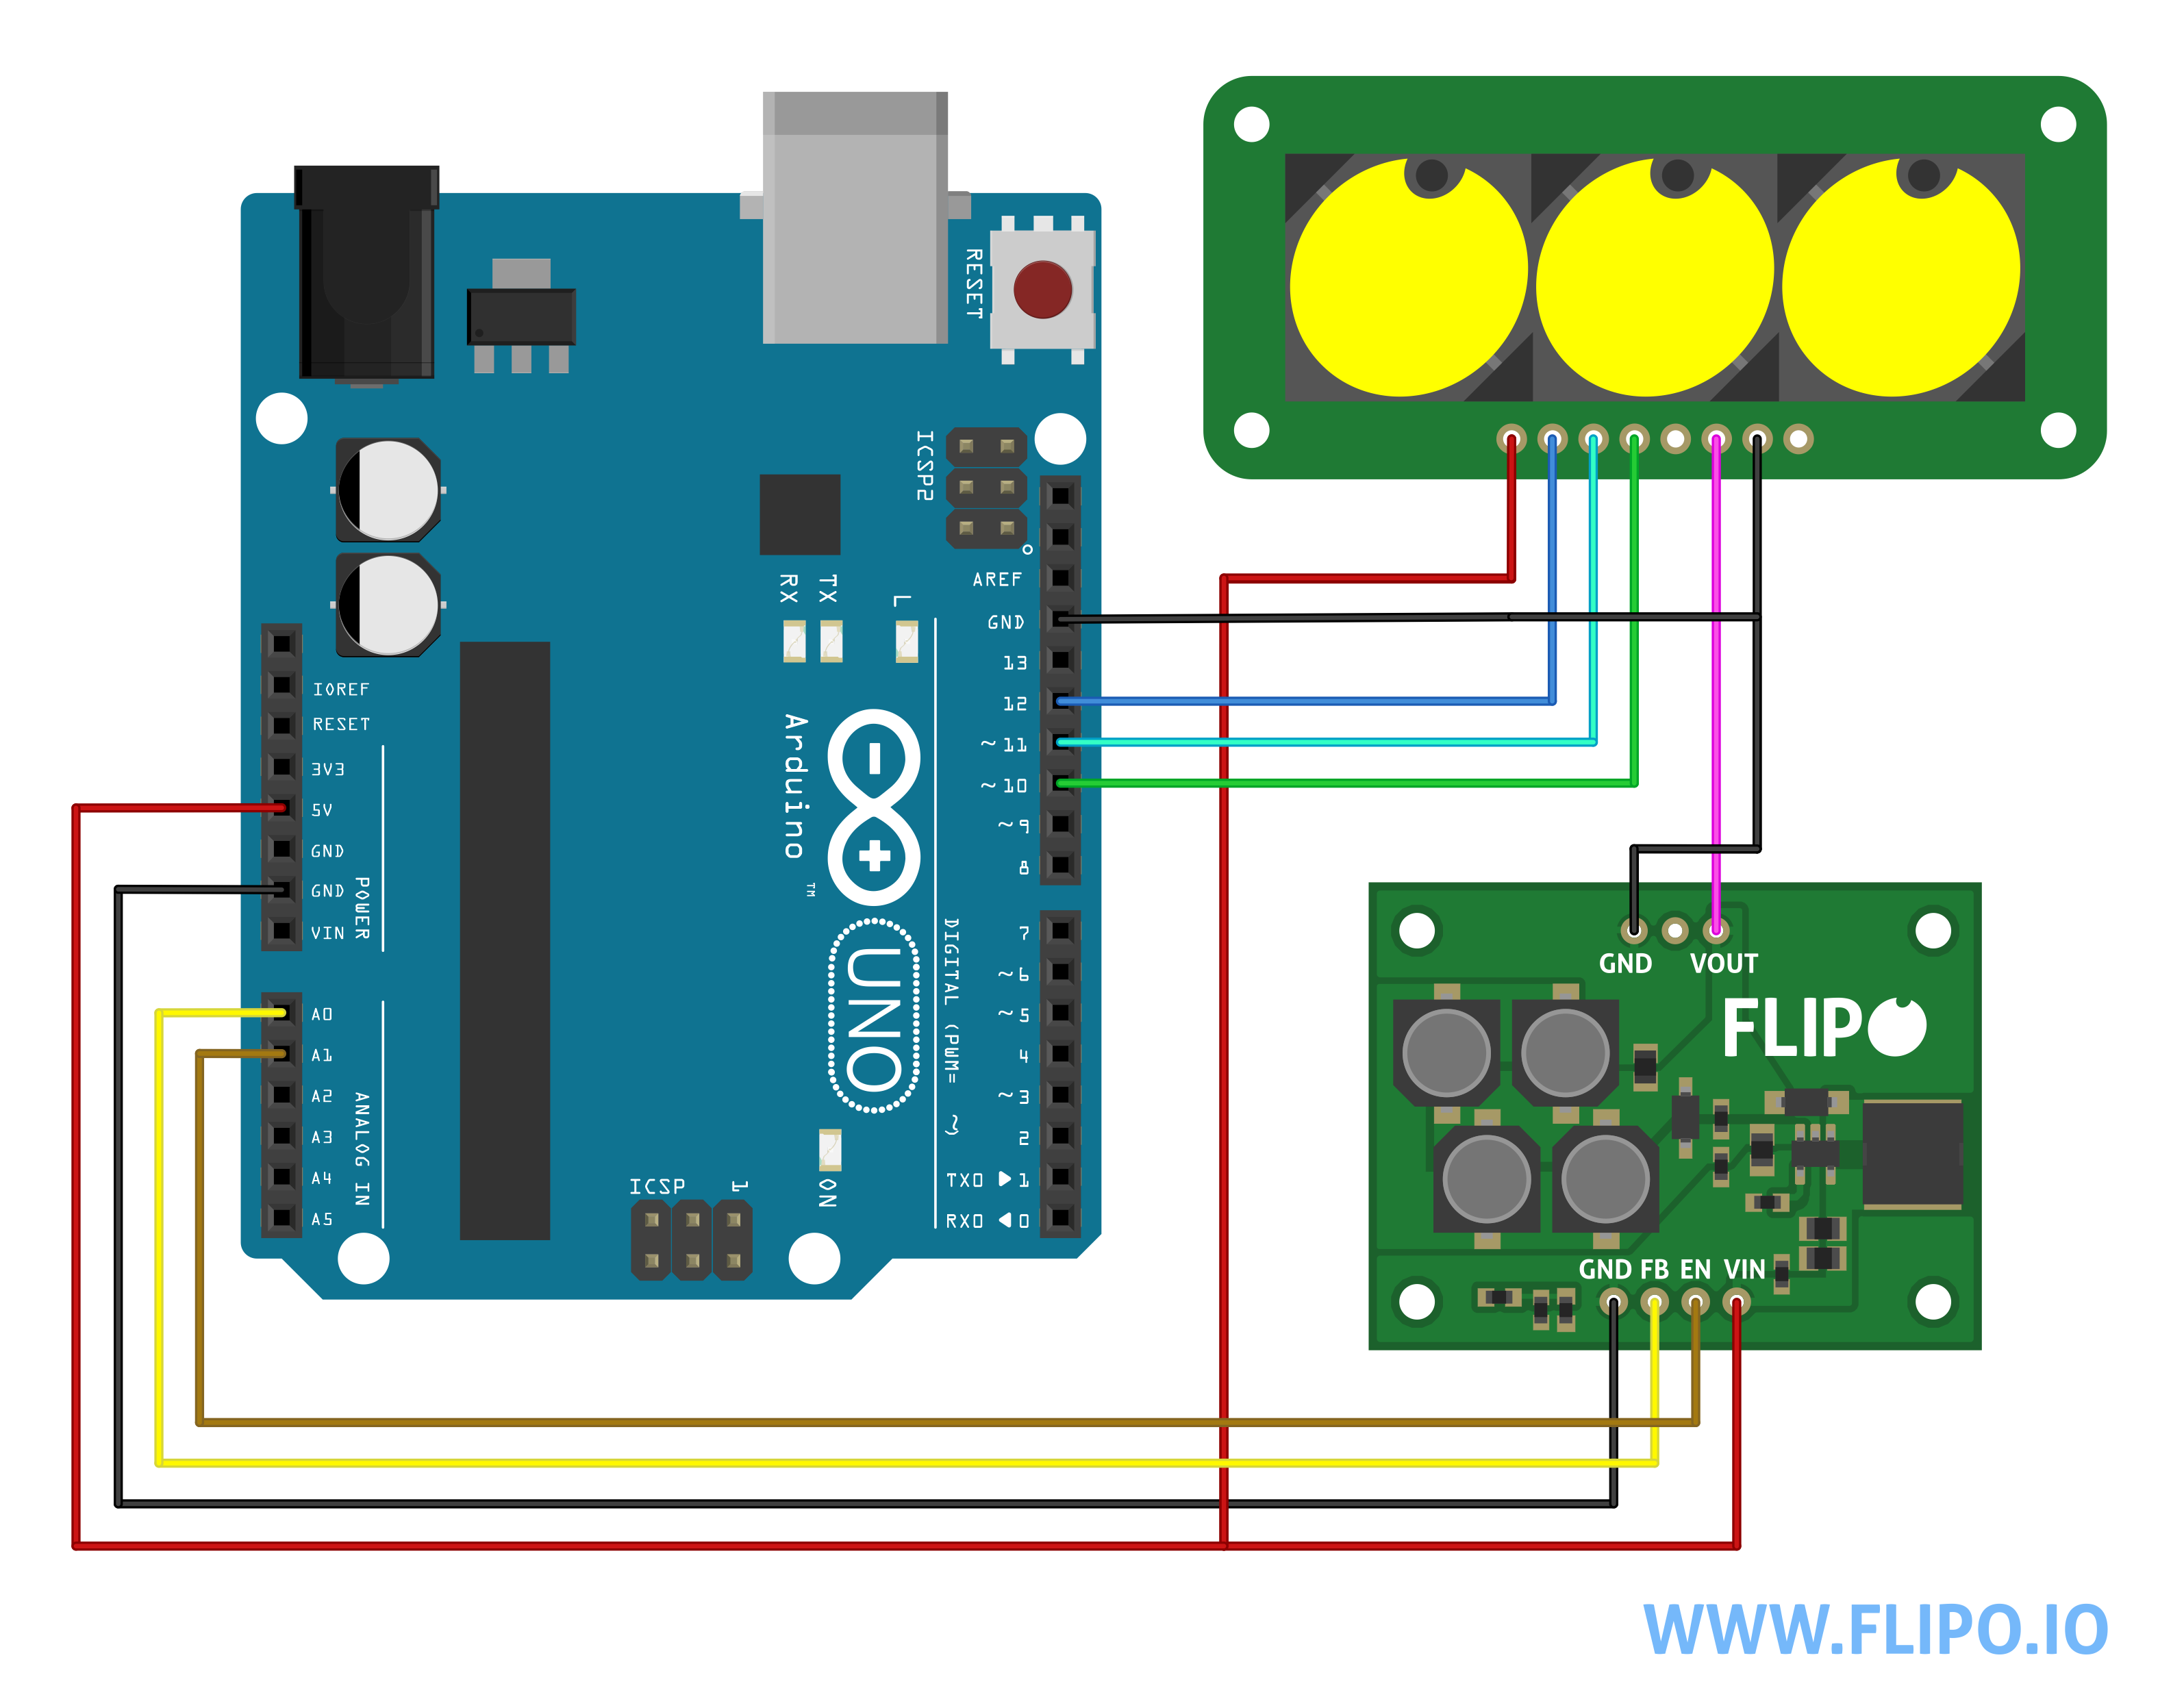 RESET
ICSP2
AREF
GND
13
12
~11
~10
~9
8
RX
TX
L
IOREF
RESET
3V3
5V
GND
GND
VIN
POWER
Arduino
TM
UNO
DIGITAL (PWM= ~)
7
~6
~5
4
~3
2
TX0 ▶ 1
RX0 ◀ 0
A0
A1
A2
A3
A4
A5
ANALOG IN
ICSP
1
ON
GND VOUT
FLIPO
GND FB EN VIN
WWW.FLIPO.IO